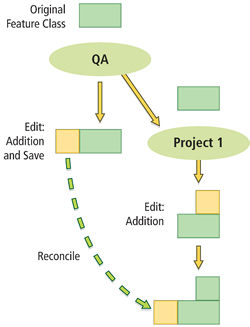 Original
Feature Class
QA
Edit:
Addition
and Save
Project 1
Edit:
Addition
Reconcile